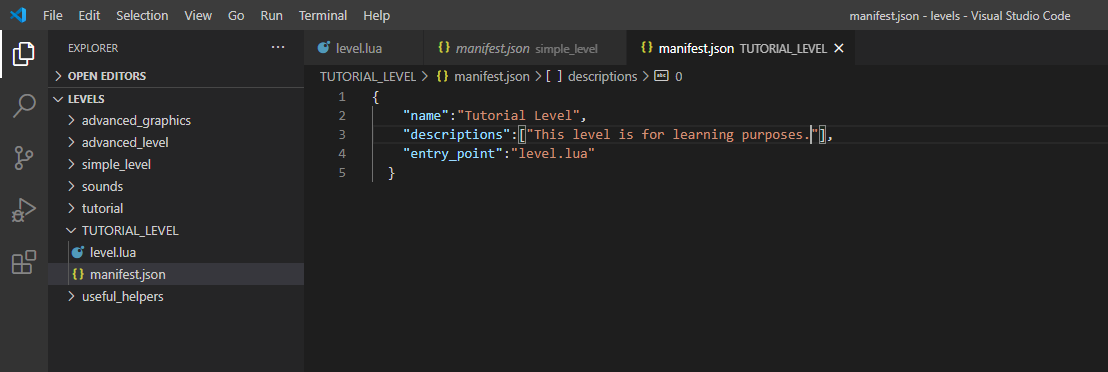 File Edit Selection View Go Run Terminal Help manifest.json - levels - Visual Studio Code
EXPLORER
OPEN EDITORS
LEVELS
advanced_graphics
advanced_level
simple_level
sounds
tutorial
TUTORIAL_LEVEL
level.lua
{} manifest.json
useful_helpers
level.lua {} manifest.json simple_level {} manifest.json TUTORIAL_LEVEL
TUTORIAL_LEVEL > {} manifest.json > [ ] descriptions > abc 0
1 {
2 "name":"Tutorial Level",
3 "descriptions":["This level is for learning purposes."],
4 "entry_point":"level.lua"
5 }